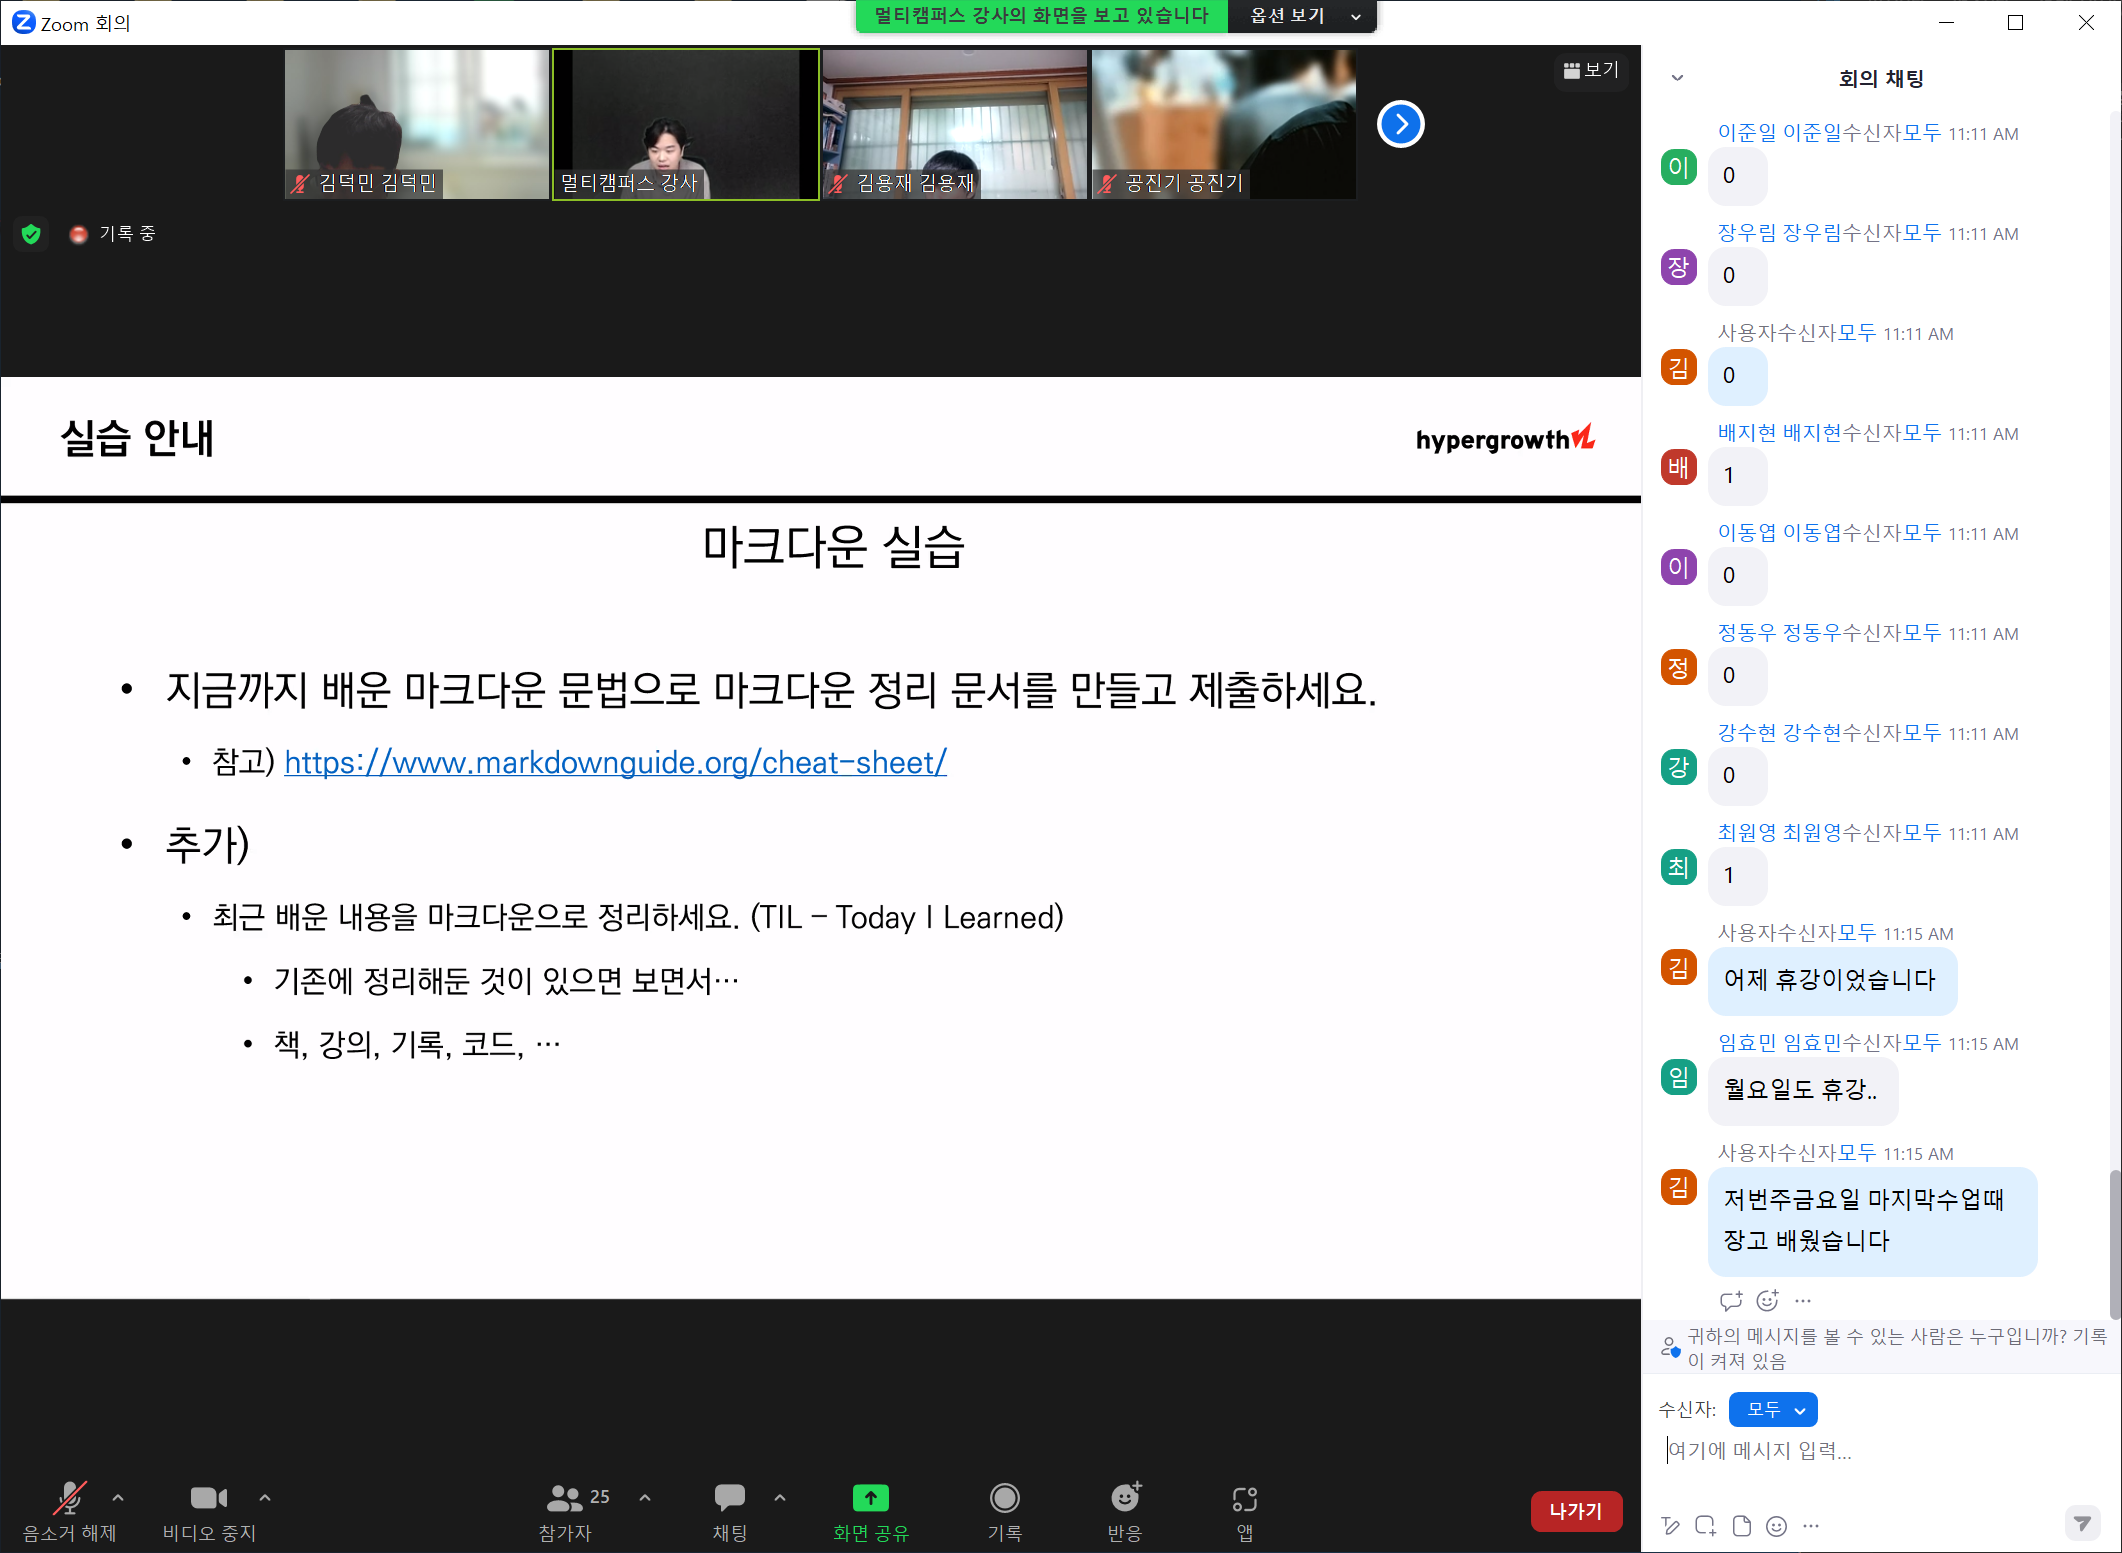 Zoom 회의
멀티캠퍼스 강사의 화면을 보고 있습니다
옵션 보기
보기
김덕민 김덕민
멀티캠퍼스 강사
김용재 김용재
공진기 공진기
기록 중
실습 안내
hypergrowth
마크다운 실습
• 지금까지 배운 마크다운 문법으로 마크다운 정리 문서를 만들고 제출하세요.
• 참고) https://www.markdownguide.org/cheat-sheet/
• 추가)
• 최근 배운 내용을 마크다운으로 정리하세요. (TIL – Today I Learned)
• 기존에 정리해둔 것이 있으면 보면서…
• 책, 강의, 기록, 코드, …
음소거 해제
비디오 중지
25
참가자
채팅
화면 공유
기록
반응
앱
나가기
회의 채팅
이준일 이준일수신자모두 11:11 AM
이
0
장우림 장우림수신자모두 11:11 AM
장
0
사용자수신자모두 11:11 AM
김
0
배지현 배지현수신자모두 11:11 AM
배
1
이동엽 이동엽수신자모두 11:11 AM
이
0
정동우 정동우수신자모두 11:11 AM
정
0
강수현 강수현수신자모두 11:11 AM
강
0
최원영 최원영수신자모두 11:11 AM
최
1
사용자수신자모두 11:15 AM
김
어제 휴강이었습니다
임효민 임효민수신자모두 11:15 AM
임
월요일도 휴강..
사용자수신자모두 11:15 AM
김
저번주금요일 마지막수업때
장고 배웠습니다
귀하의 메시지를 볼 수 있는 사람은 누구입니까? 기록
이 켜져 있음
수신자: 모두
여기에 메시지 입력...